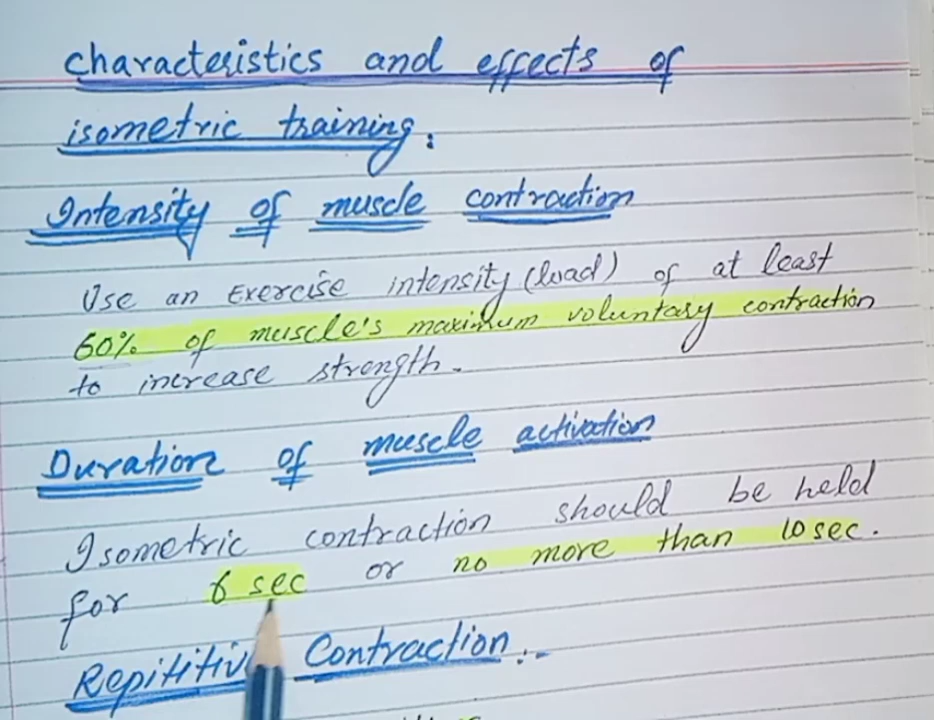 characteristics and effects of
isometric training:
Intensity of muscle contraction
Use an Exercise intensity (load) of at least
60% of muscle's maximum voluntary contraction
to increase strength.
Duration of muscle activation
Isometric contraction should be held
for 6 sec or no more than 10 sec.
Contraction:-